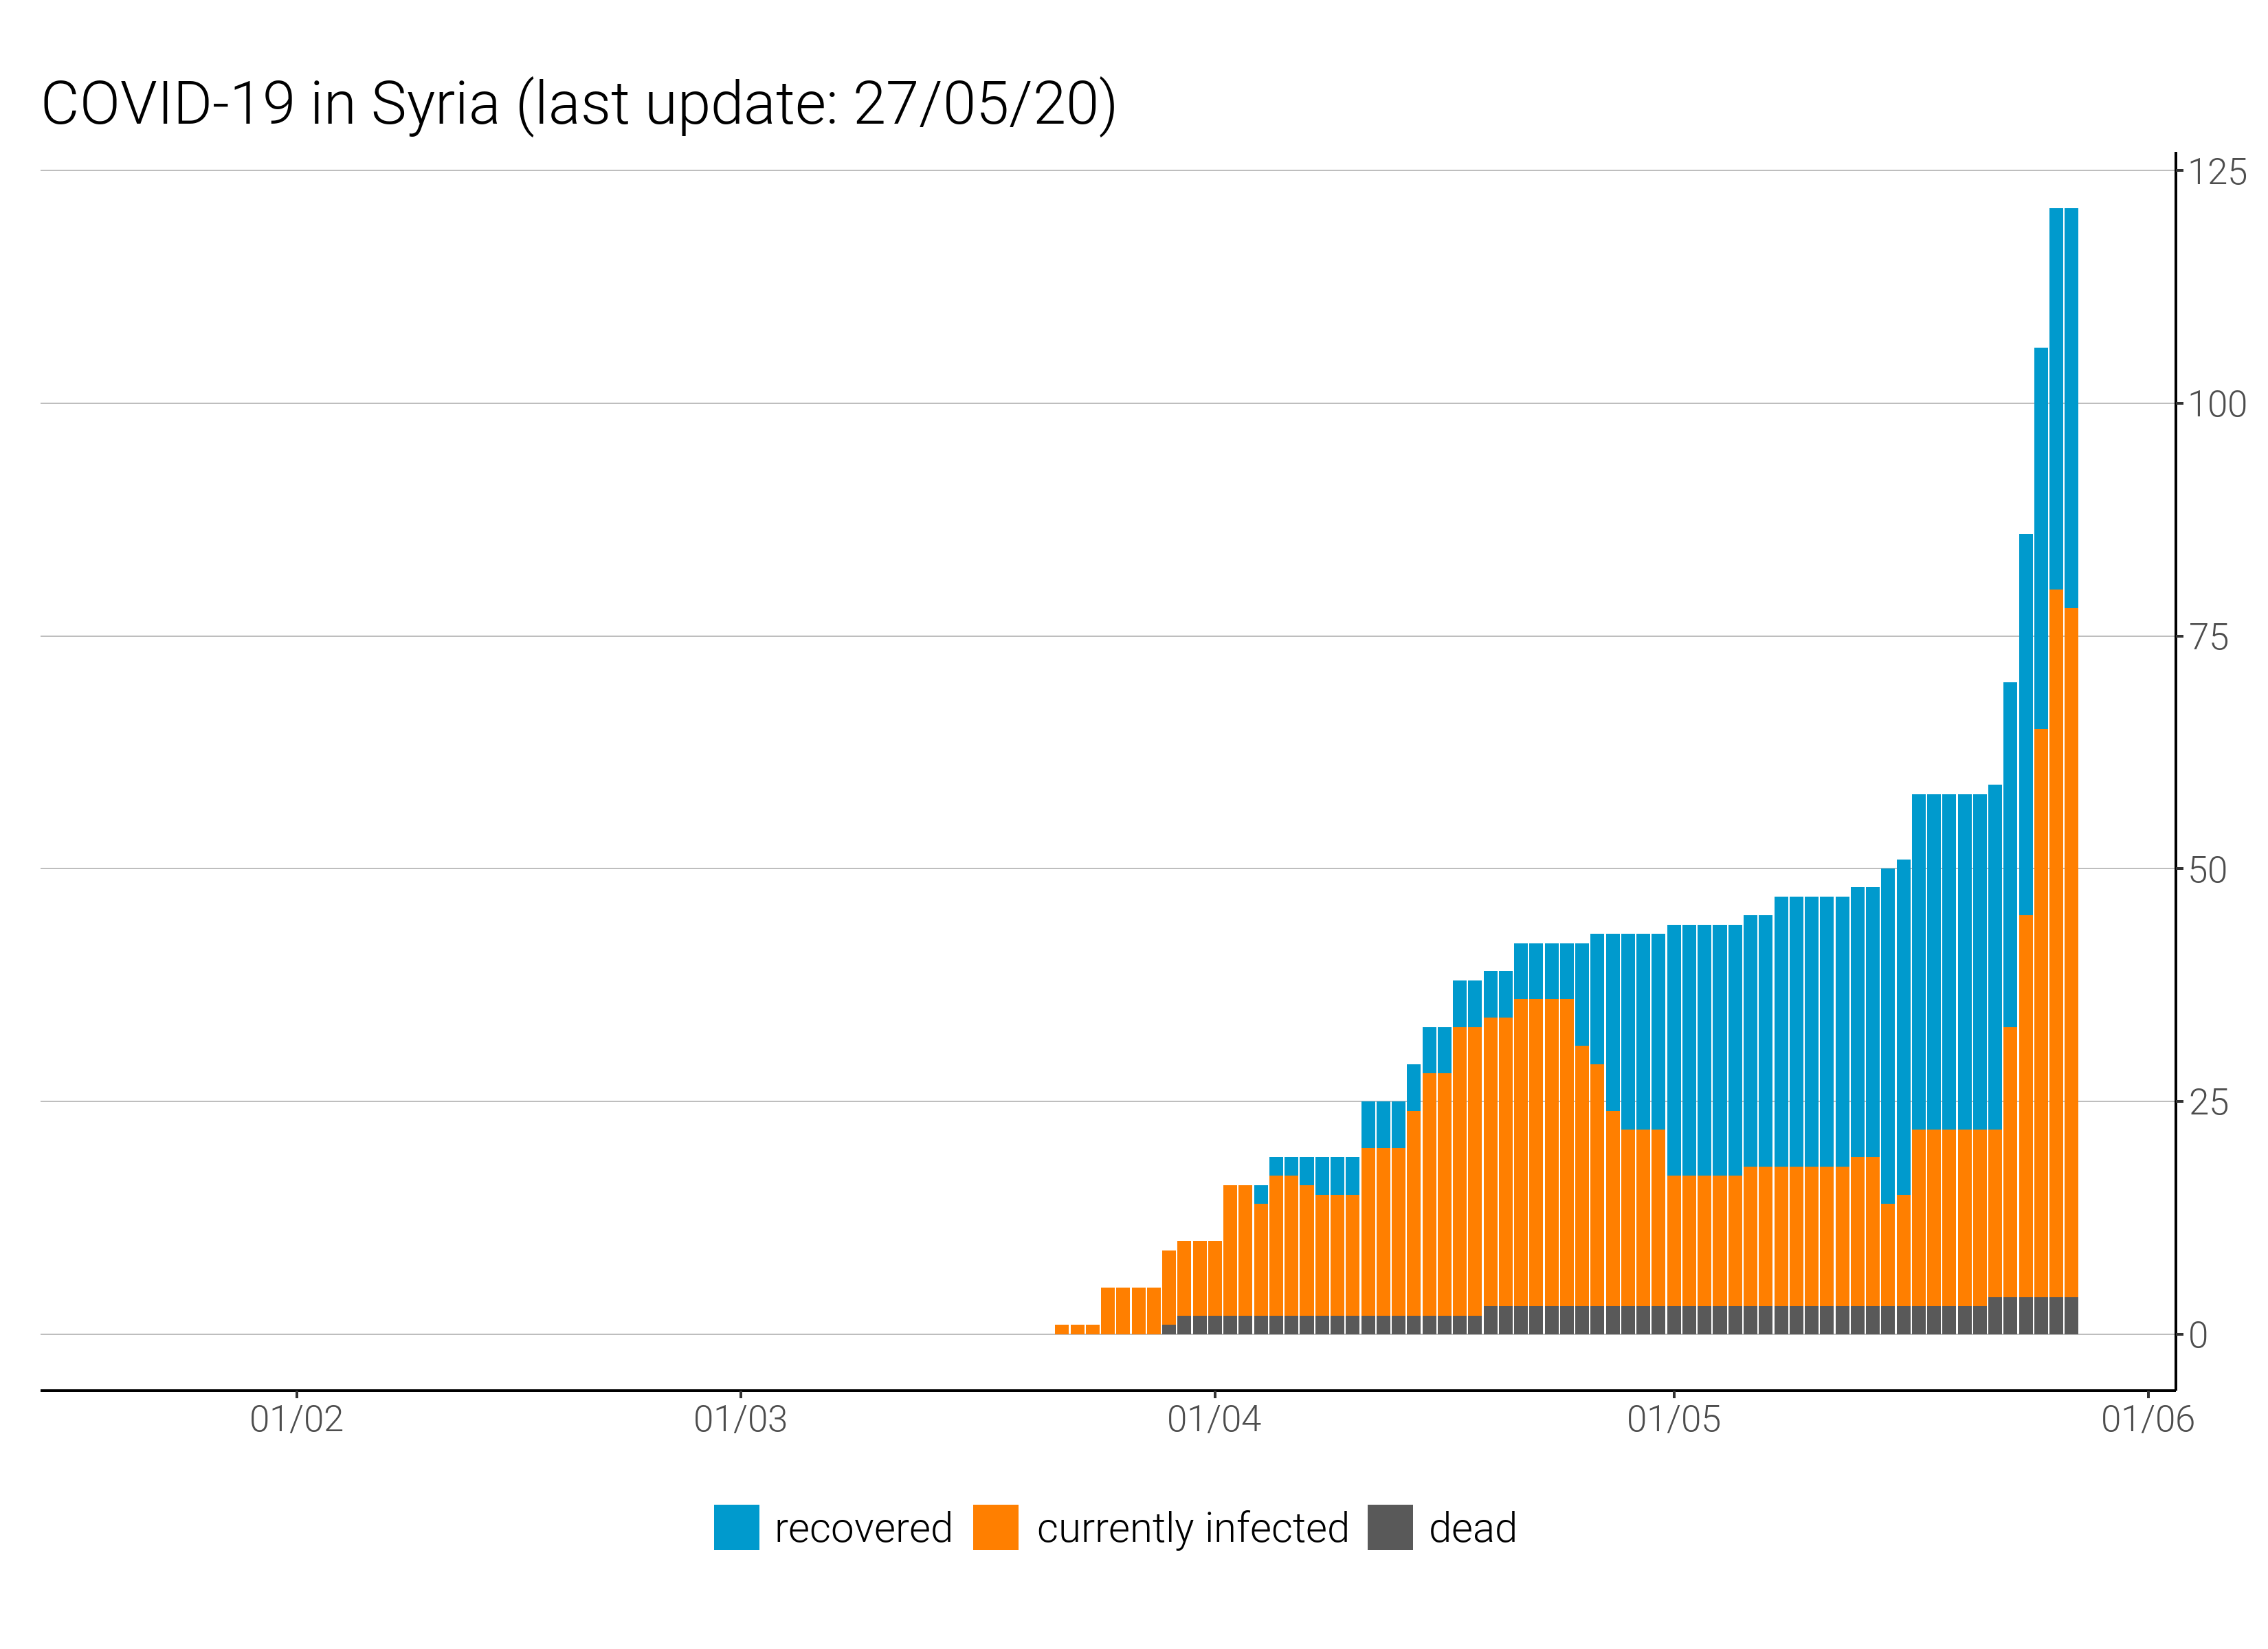 COVID-19 in Syria (last update: 27/05/20)
125
100
75
50
25
0
01/02 01/03 01/04 01/05 01/06
recovered currently infected dead